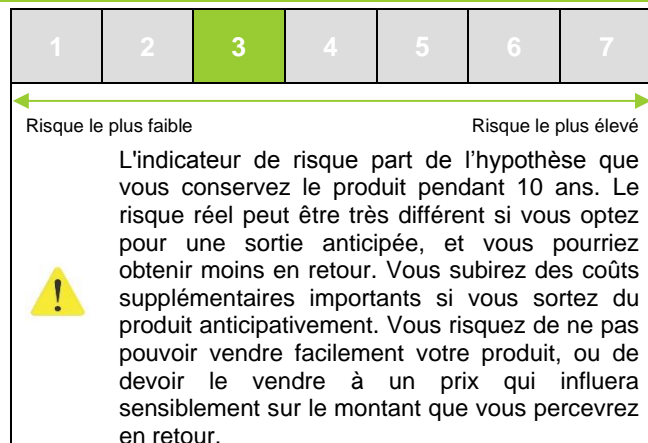 1 2 3 4 5 6 7
Risque le plus faible Risque le plus élevé
L'indicateur de risque part de l’hypothèse que
vous conservez le produit pendant 10 ans. Le
risque réel peut être très différent si vous optez
pour une sortie anticipée, et vous pourriez
obtenir moins en retour. Vous subirez des coûts
supplémentaires importants si vous sortez du
produit anticipativement. Vous risquez de ne pas
pouvoir vendre facilement votre produit, ou de
devoir le vendre à un prix qui influera
sensiblement sur le montant que vous percevrez
en retour.